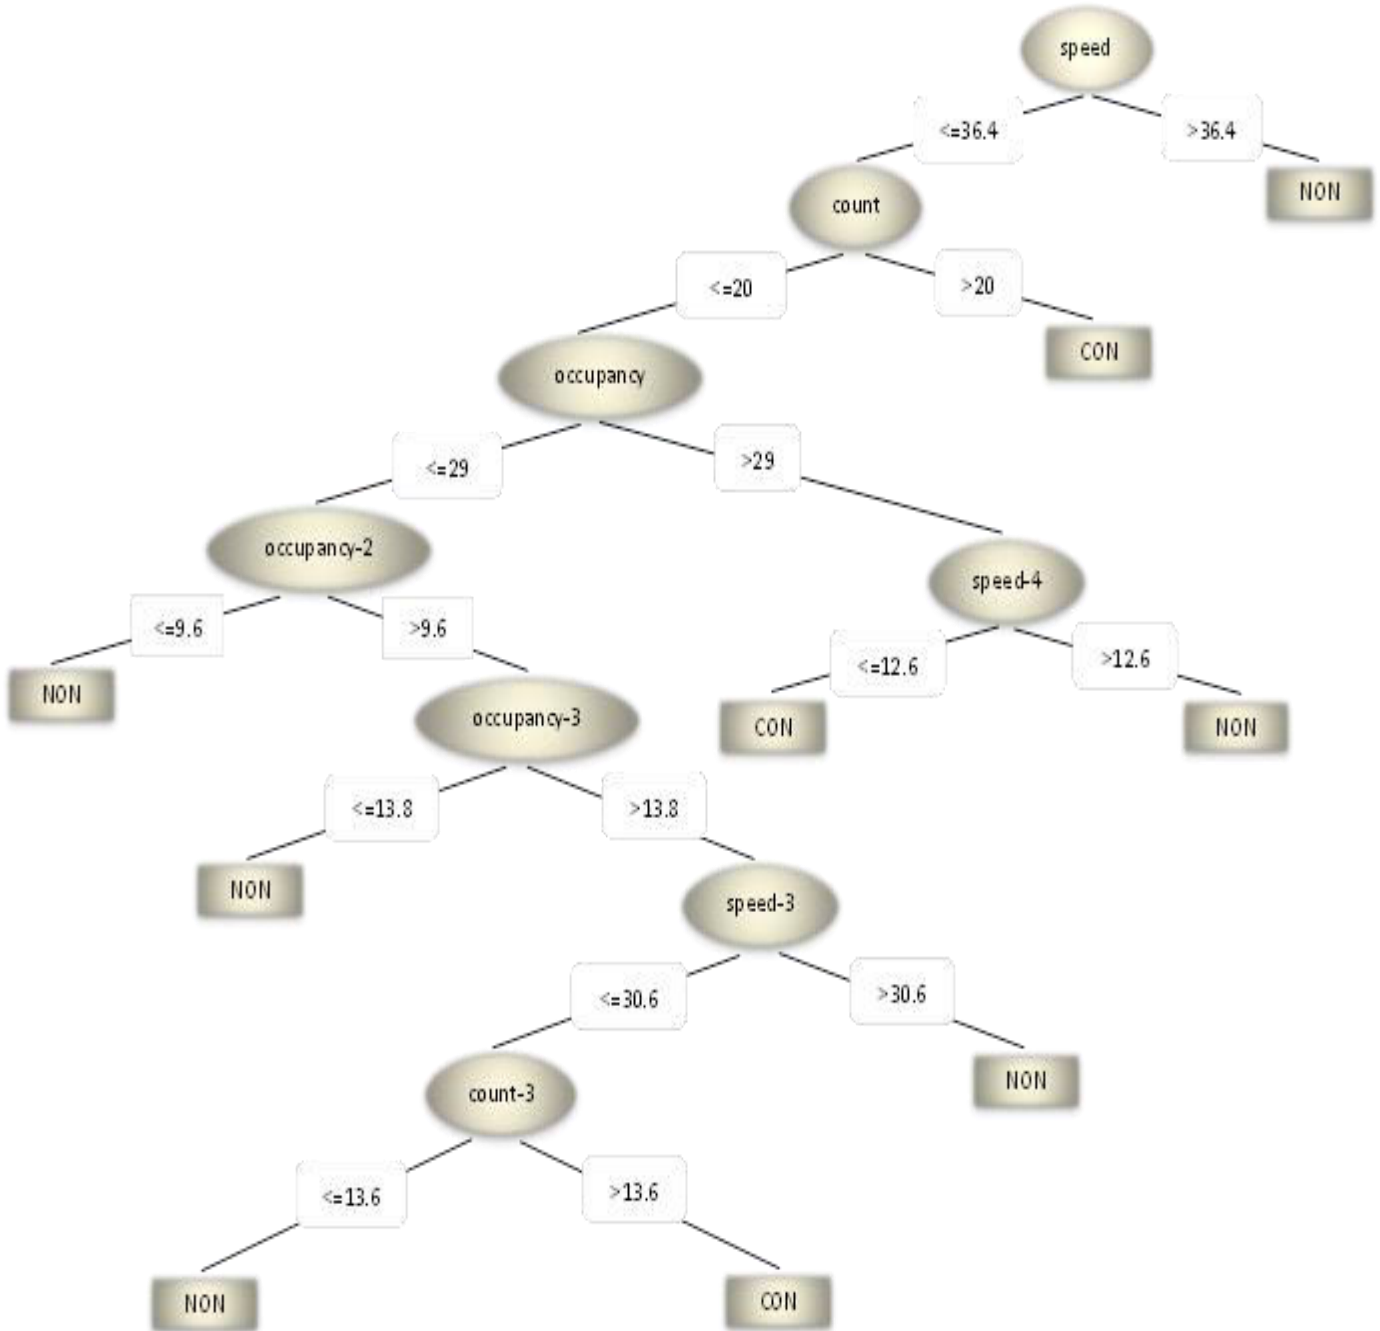 speed
<=36.4
>36.4
NON
count
<=20
>20
CON
occupancy
<=29
>29
occupancy-2
speed-4
<=9.6
>9.6
<=12.6
>12.6
NON
occupancy-3
CON
NON
<=13.8
>13.8
NON
speed-3
<=30.6
>30.6
count-3
NON
<=13.6
>13.6
NON
CON